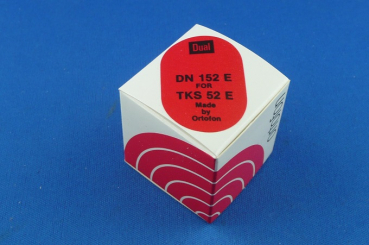 Dual
DN 152 E
FOR
TKS 52 E
Made
by
Ortofon